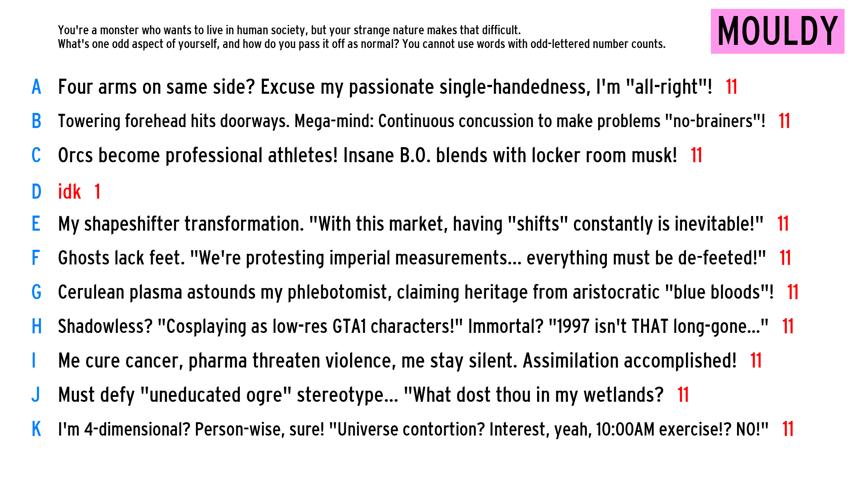 You're a monster who wants to live in human society, but your strange nature makes that difficult.
What's one odd aspect of yourself, and how do you pass it off as normal? You cannot use words with odd-lettered number counts.
MOULDY
A Four arms on same side? Excuse my passionate single-handedness, I'm "all-right"! 11
B Towering forehead hits doorways. Mega-mind: Continuous concussion to make problems "no-brainers"! 11
C Orcs become professional athletes! Insane B.O. blends with locker room musk! 11
D idk 1
E My shapeshifter transformation. "With this market, having "shifts" constantly is inevitable!" 11
F Ghosts lack feet. "We're protesting imperial measurements... everything must be de-feeted!" 11
G Cerulean plasma astounds my phlebotomist, claiming heritage from aristocratic "blue bloods"! 11
H Shadowless? "Cosplaying as low-res GTA1 characters!" Immortal? "1997 isn't THAT long-gone..." 11
I Me cure cancer, pharma threaten violence, me stay silent. Assimilation accomplished! 11
J Must defy "uneducated ogre" stereotype... "What dost thou in my wetlands? 11
K I'm 4-dimensional? Person-wise, sure! "Universe contortion? Interest, yeah, 10:00AM exercise!? NO!" 11